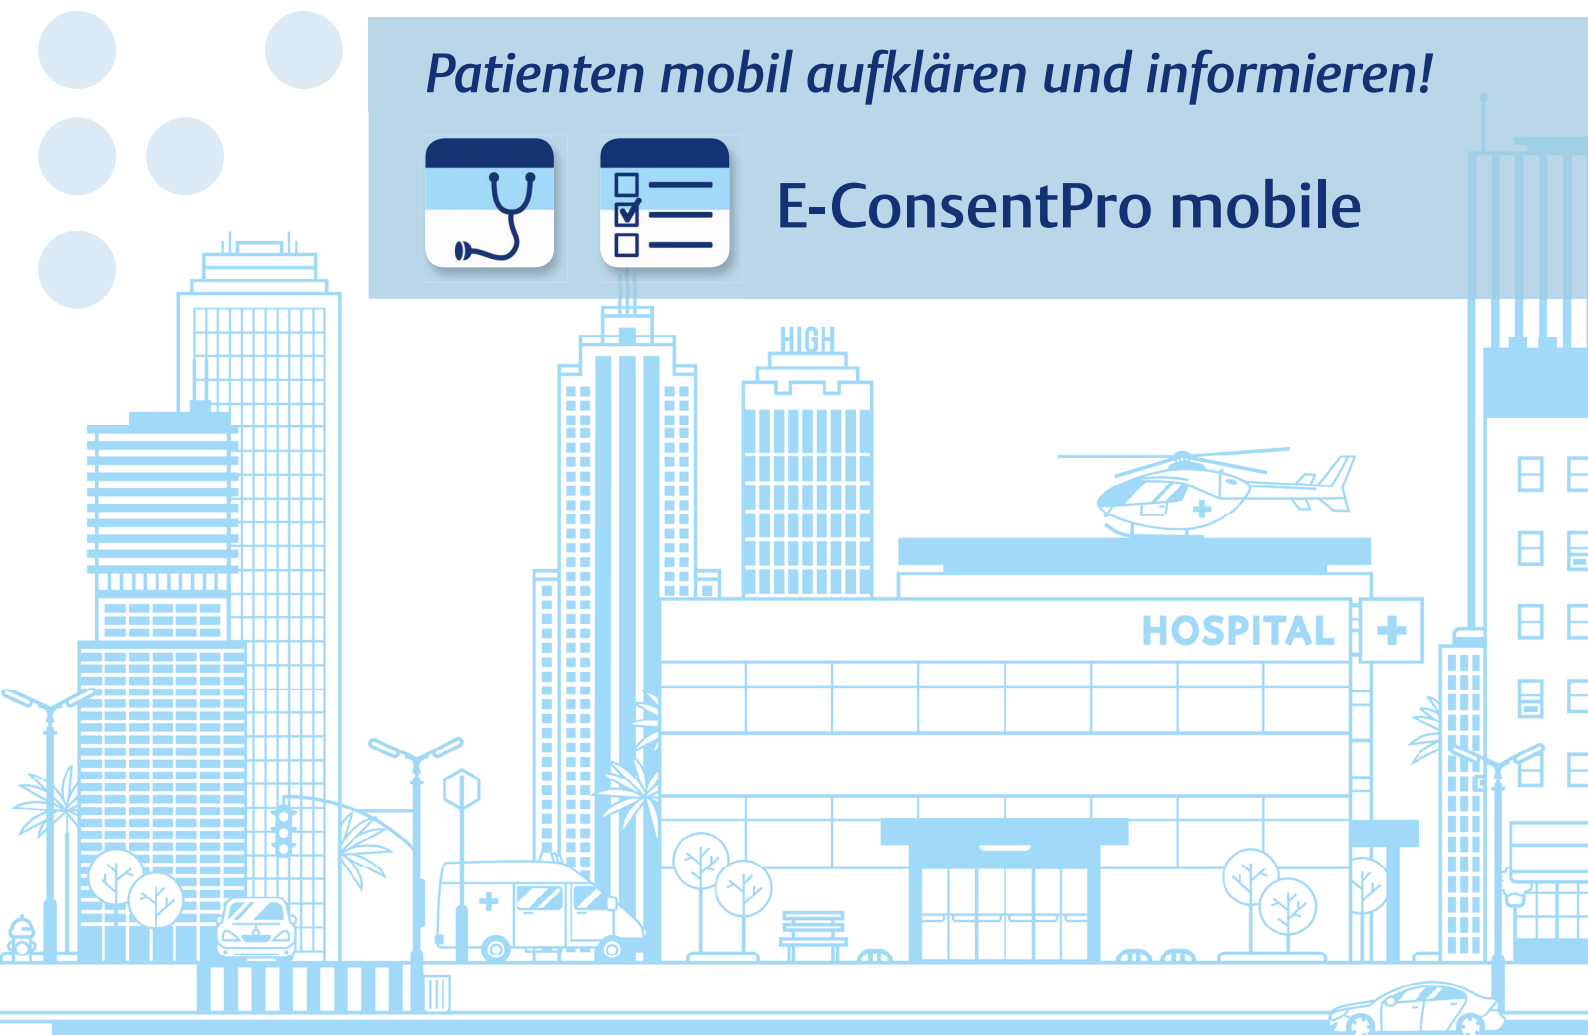 Patienten mobil aufklären und informieren!
E-ConsentPro mobile
HIGH
HOSPITAL